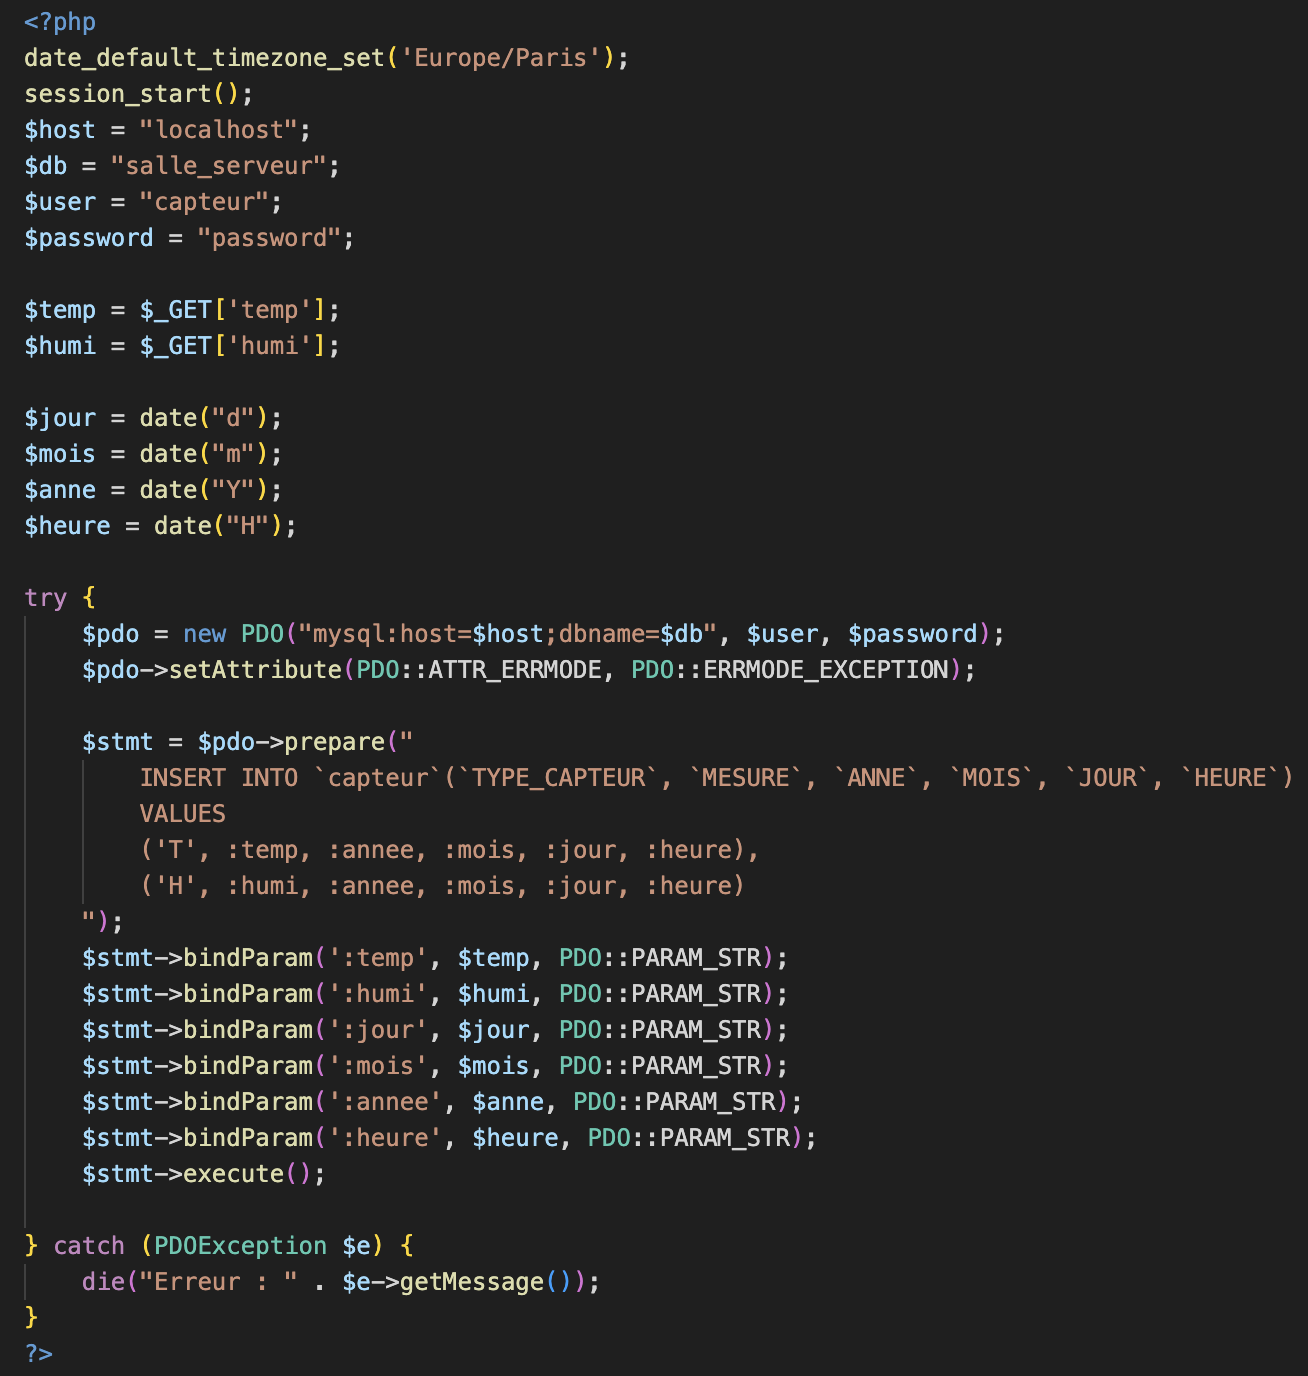 <?php
date_default_timezone_set('Europe/Paris');
session_start();
$host = "localhost";
$db = "salle_serveur";
$user = "capteur";
$password = "password";
$temp = $_GET['temp'];
$humi = $_GET['humi'];
$jour = date("d");
$mois = date("m");
$anne = date("Y");
$heure = date("H");
try {
    $pdo = new PDO("mysql:host=$host;dbname=$db", $user, $password);
    $pdo->setAttribute(PDO::ATTR_ERRMODE, PDO::ERRMODE_EXCEPTION);
    $stmt = $pdo->prepare("
        INSERT INTO `capteur`(`TYPE_CAPTEUR`, `MESURE`, `ANNE`, `MOIS`, `JOUR`, `HEURE`)
        VALUES
        ('T', :temp, :annee, :mois, :jour, :heure),
        ('H', :humi, :annee, :mois, :jour, :heure)
    ");
    $stmt->bindParam(':temp', $temp, PDO::PARAM_STR);
    $stmt->bindParam(':humi', $humi, PDO::PARAM_STR);
    $stmt->bindParam(':jour', $jour, PDO::PARAM_STR);
    $stmt->bindParam(':mois', $mois, PDO::PARAM_STR);
    $stmt->bindParam(':annee', $anne, PDO::PARAM_STR);
    $stmt->bindParam(':heure', $heure, PDO::PARAM_STR);
    $stmt->execute();
} catch (PDOException $e) {
    die("Erreur : " . $e->getMessage());
}
?>